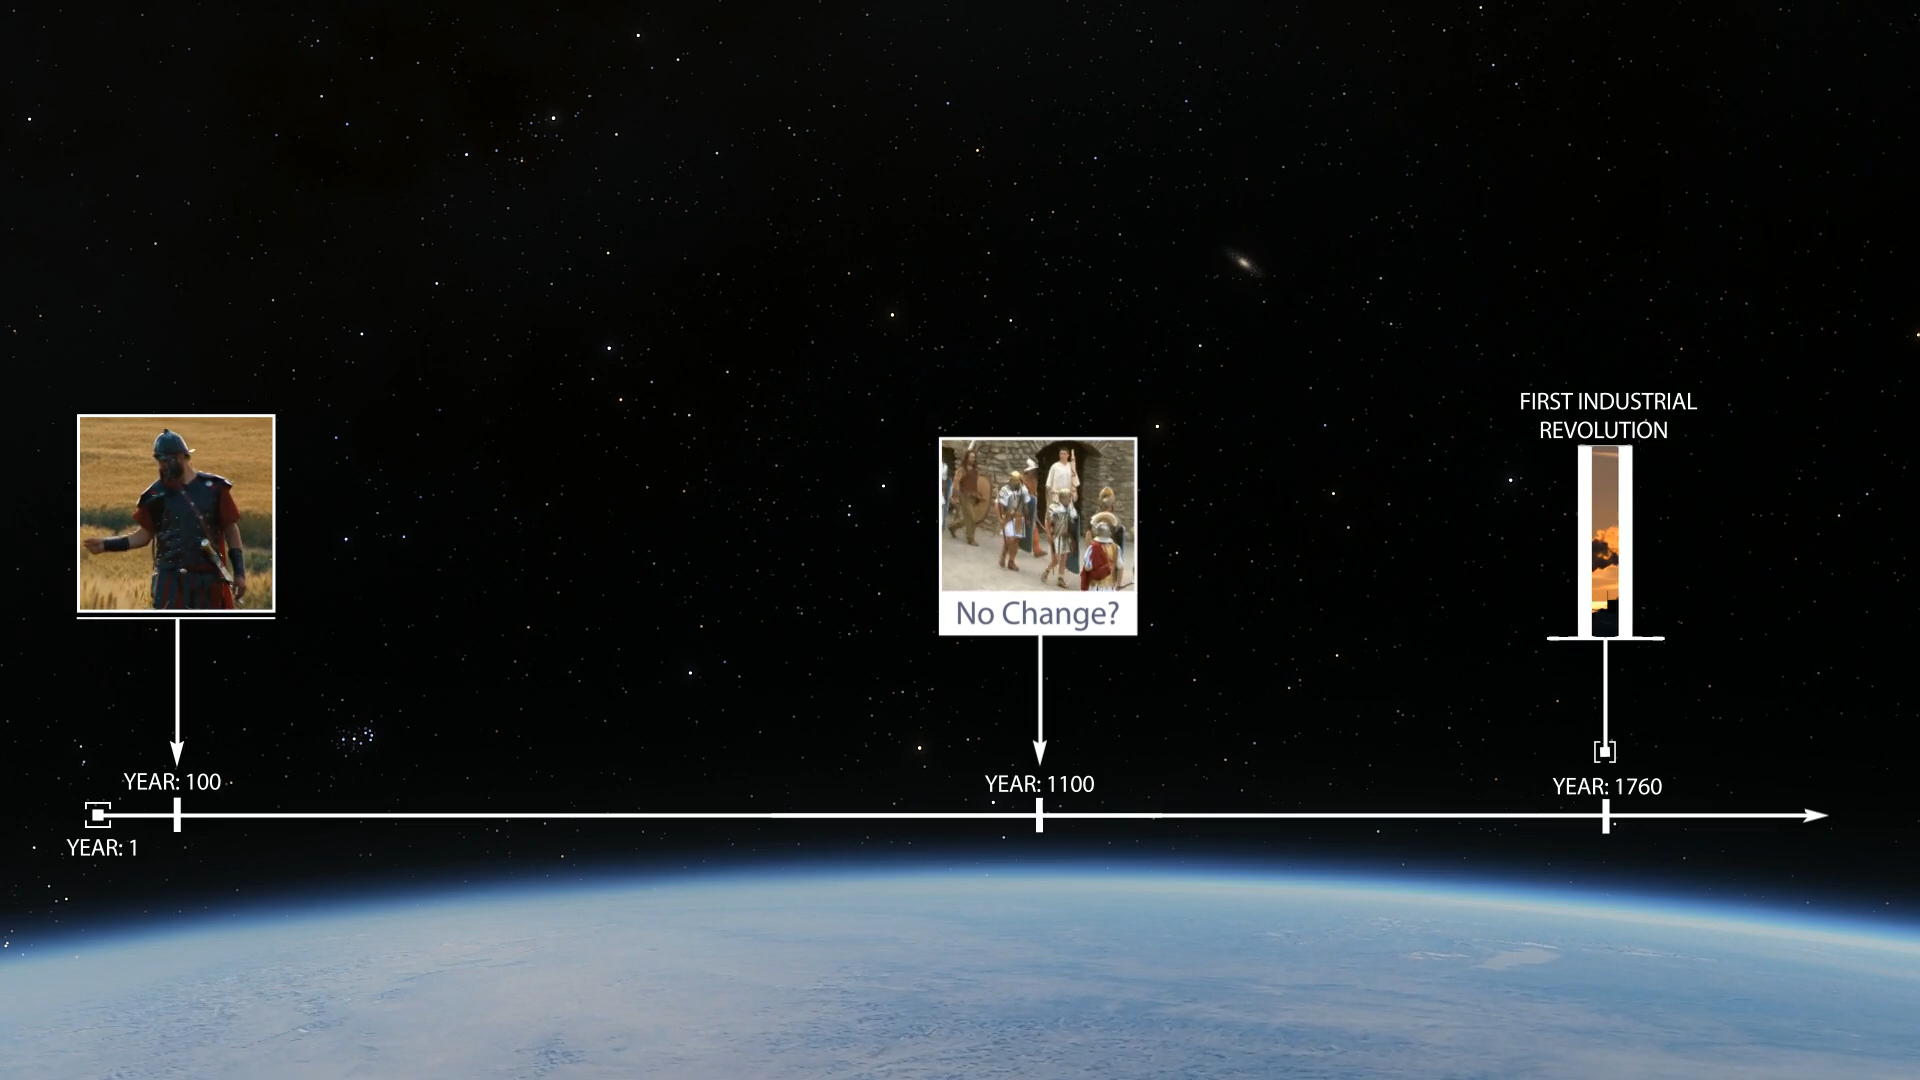 FIRST INDUSTRIAL
REVOLUTION
No Change?
YEAR: 100
YEAR: 1100
YEAR: 1760
YEAR: 1